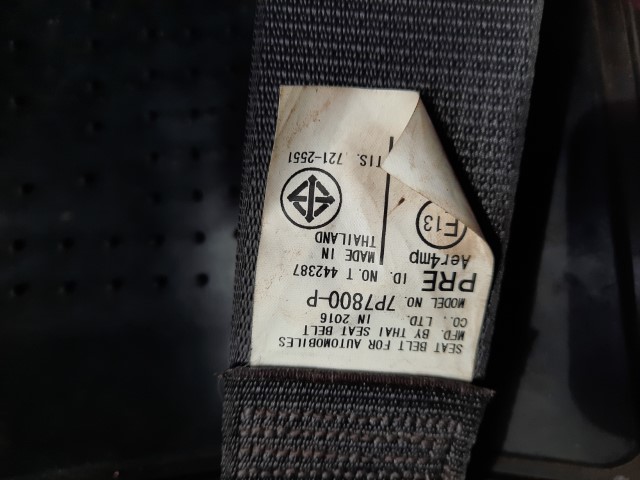 SEAT BELT FOR AUTOMOBILES
MFD. BY THAI SEAT BELT
CO., LTD. IN 2016
MODEL NO. 7P7800-P
PRE ID. NO. T 442387
Aer4mp
MADE IN
THAILAND
E13
TIS. 721-2551